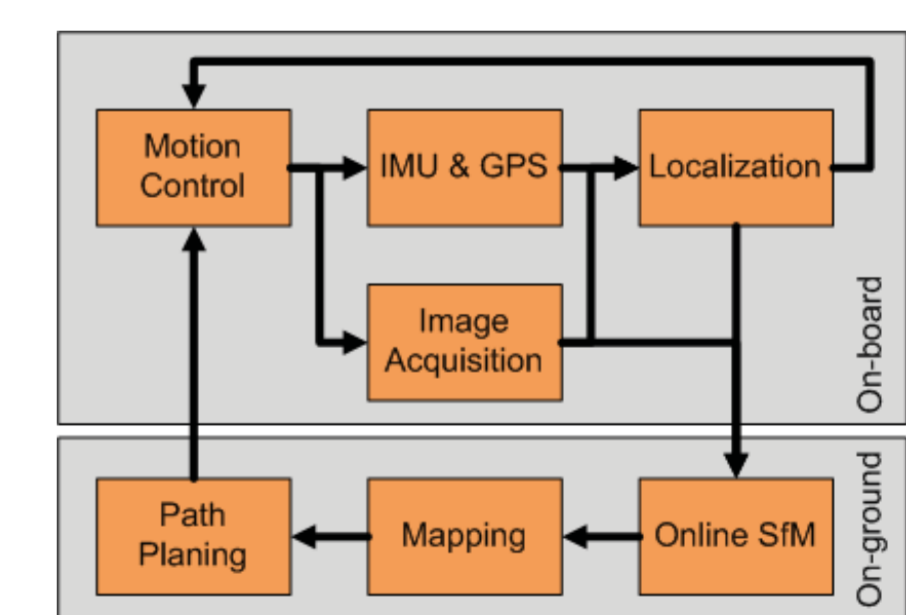 Motion
Control
IMU & GPS
Localization
Image
Acquisition
On-board
Path
Planing
Mapping
Online SfM
On-ground